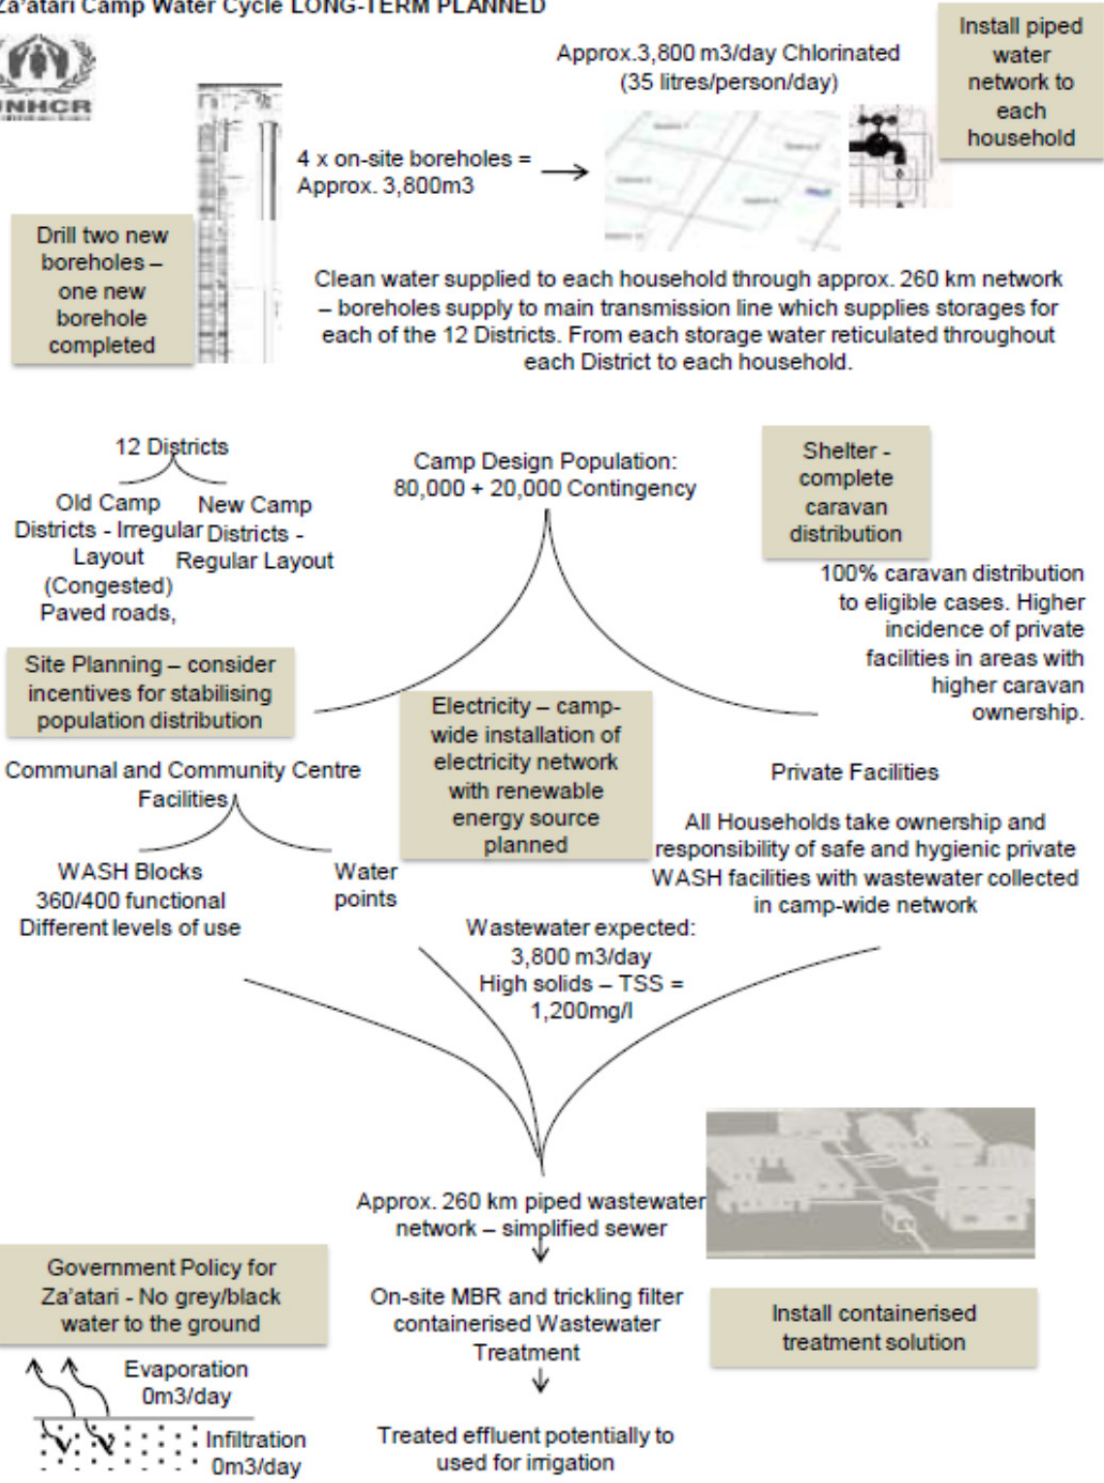 Za'atari Camp Water Cycle LONG-TERM PLANNED
UNHCR
Approx.3,800 m3/day Chlorinated
(35 litres/person/day)
Install piped
water
network to
each
household
4 x on-site boreholes =
Approx. 3,800m3
Drill two new
boreholes –
one new
borehole
completed
Clean water supplied to each household through approx. 260 km network
– boreholes supply to main transmission line which supplies storages for
each of the 12 Districts. From each storage water reticulated throughout
each District to each household.
12 Districts
Old Camp
Districts - Irregular
Layout
(Congested)
Paved roads,
New Camp
Districts -
Regular Layout
Camp Design Population:
80,000 + 20,000 Contingency
Shelter -
complete
caravan
distribution
100% caravan distribution
to eligible cases. Higher
incidence of private
facilities in areas with
higher caravan
ownership.
Site Planning – consider
incentives for stabilising
population distribution
Electricity – camp-
wide installation of
electricity network
with renewable
energy source
planned
Communal and Community Centre
Facilities
WASH Blocks
360/400 functional
Different levels of use
Water
points
Private Facilities
All Households take ownership and
responsibility of safe and hygienic private
WASH facilities with wastewater collected
in camp-wide network
Wastewater expected:
3,800 m3/day
High solids – TSS =
1,200mg/l
Approx. 260 km piped wastewater
network – simplified sewer
Government Policy for
Za'atari - No grey/black
water to the ground
On-site MBR and trickling filter
containerised Wastewater
Treatment
Install containerised
treatment solution
Evaporation
0m3/day
Infiltration
0m3/day
Treated effluent potentially to
used for irrigation